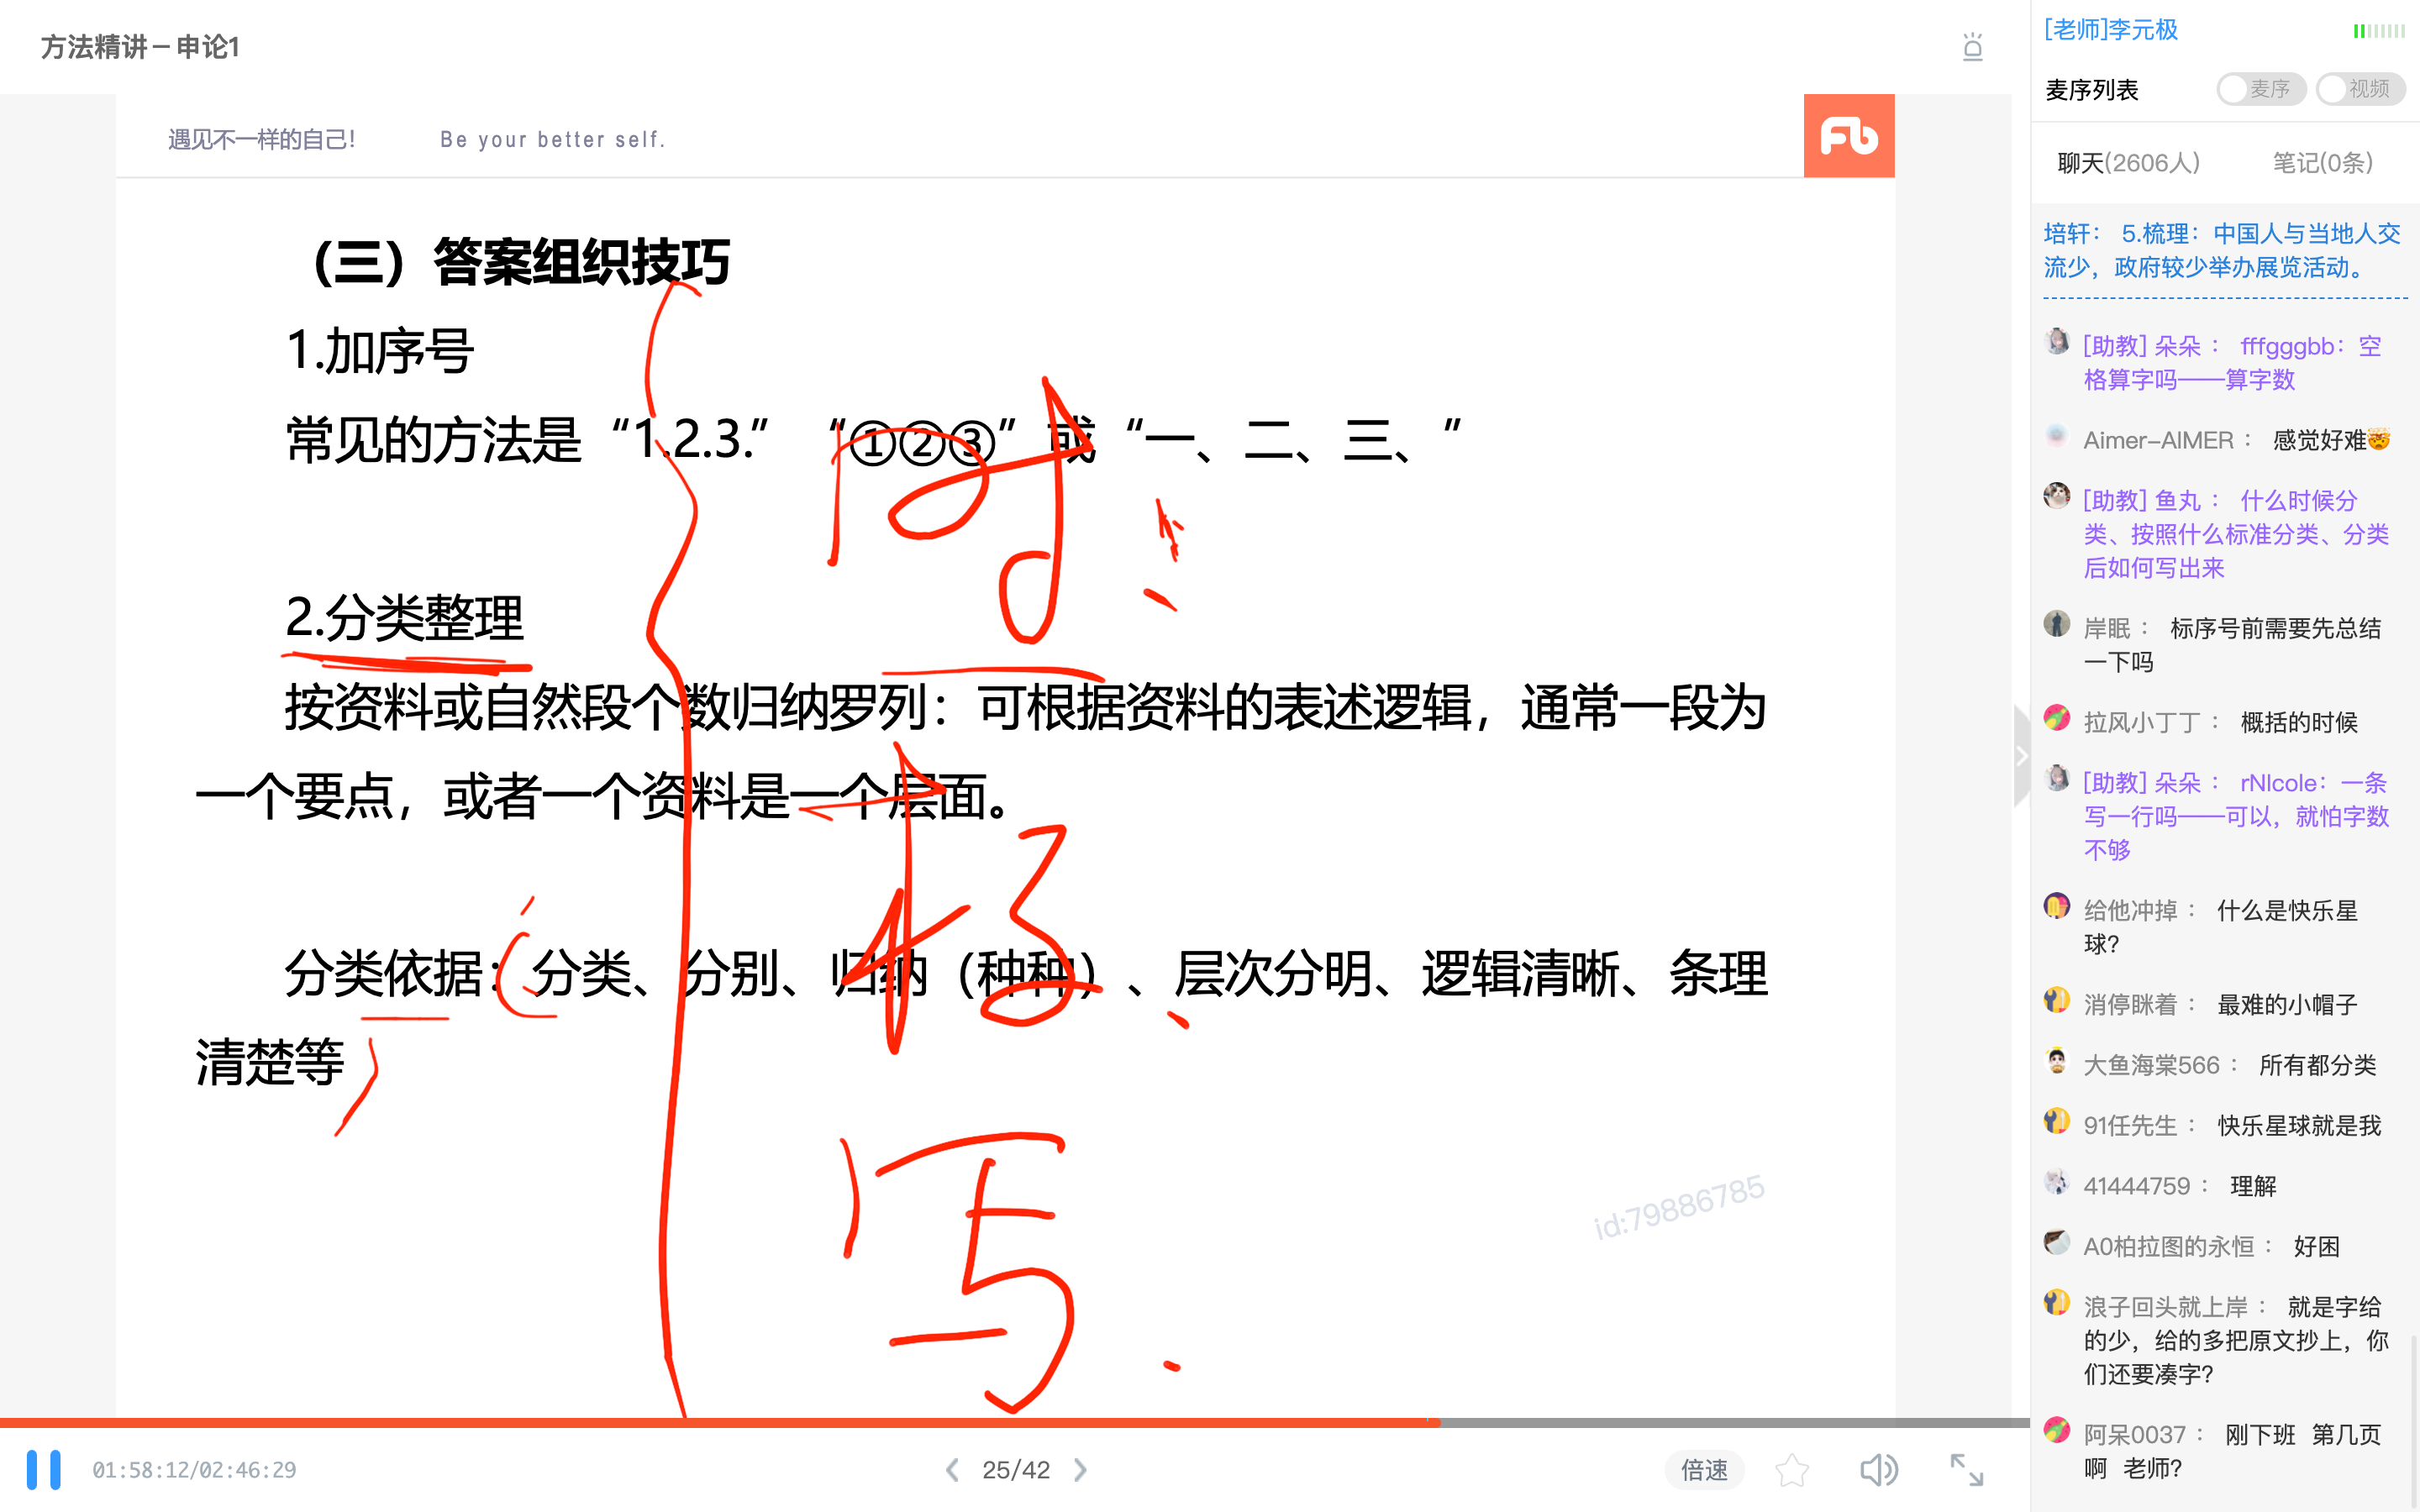 方法精讲－申论1
遇见不一样的自己！ Be your better self.
Fb
（三）答案组织技巧
1.加序号
常见的方法是“1.2.3.” “①②③”或“一、二、三、”
时
2.分类整理
按资料或自然段个数归纳罗列：可根据资料的表述逻辑，通常一段为
一个要点，或者一个资料是一个层面。
分类依据：分类、分别、归纳（种种）、层次分明、逻辑清晰、条理
清楚等
写
id:79886785
01:58:12/02:46:29
25/42
倍速
[老师]李元极
麦序列表 麦序 视频
聊天(2606人) 笔记(0条)
培轩： 5.梳理：中国人与当地人交
流少，政府较少举办展览活动。
[助教] 朵朵： fffgggbb：空
格算字吗——算字数
Aimer-AIMER： 感觉好难
[助教] 鱼丸： 什么时候分
类、按照什么标准分类、分类
后如何写出来
岸眠： 标序号前需要先总结
一下吗
拉风小丁丁： 概括的时候
[助教] 朵朵： rNIcole：一条
写一行吗——可以，就怕字数
不够
给他冲掉： 什么是快乐星
球？
消停眯着： 最难的小帽子
大鱼海棠566： 所有都分类
91任先生： 快乐星球就是我
41444759： 理解
A0柏拉图的永恒： 好困
浪子回头就上岸： 就是字给
的少，给的多把原文抄上，你
们还要凑字？
阿呆0037： 刚下班 第几页
啊 老师？